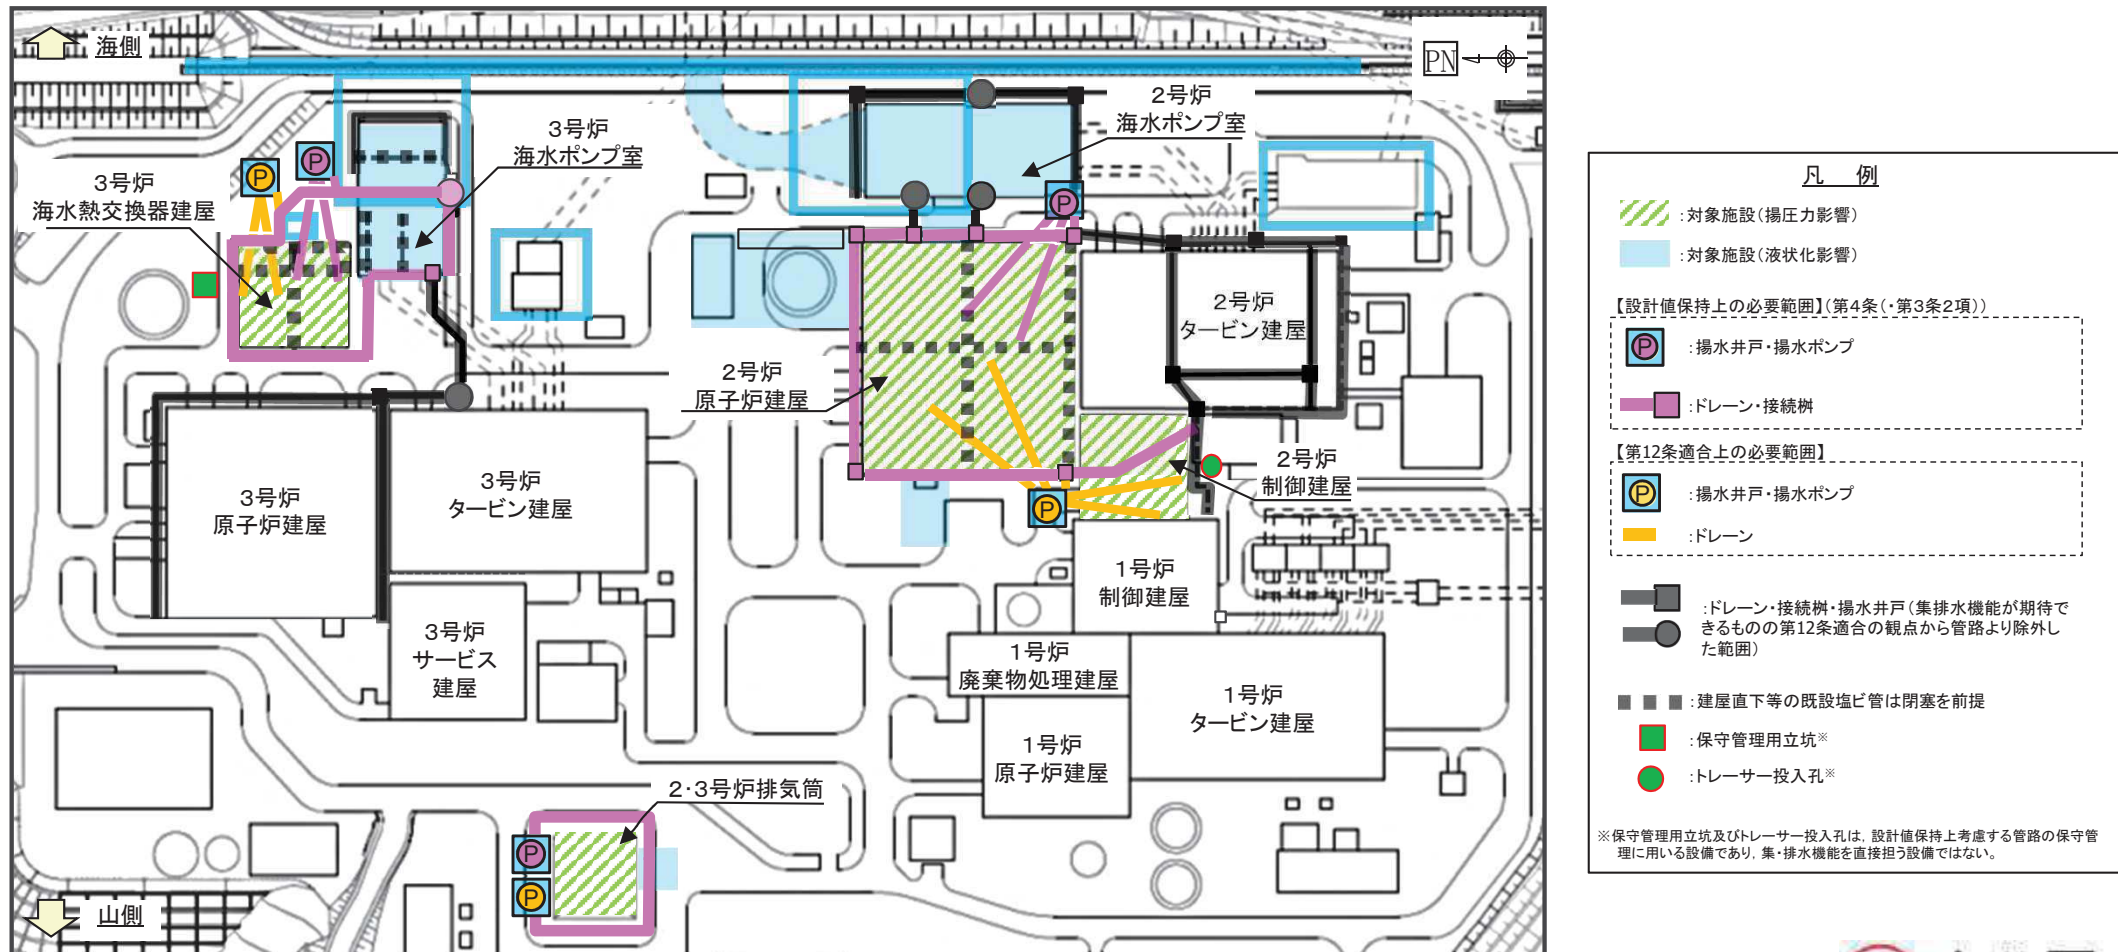 海側
PN
2号炉
海水ポンプ室
3号炉
海水ポンプ室
P
P
3号炉
海水熱交換器建屋
P
2号炉
タービン建屋
2号炉
原子炉建屋
2号炉
制御建屋
P
3号炉
原子炉建屋
3号炉
タービン建屋
1号炉
制御建屋
3号炉
サービス
建屋
1号炉
廃棄物処理建屋
1号炉
タービン建屋
1号炉
原子炉建屋
2・3号炉排気筒
P
P
山側
凡 例
:対象施設(揚圧力影響)
:対象施設(液状化影響)
【設計値保持上の必要範囲】(第4条(・第3条2項))
P :揚水井戸・揚水ポンプ
:ドレーン・接続桝
【第12条適合上の必要範囲】
P :揚水井戸・揚水ポンプ
:ドレーン
:ドレーン・接続桝・揚水井戸(集排水機能が期待で
きるものの第12条適合の観点から管路より除外し
た範囲)
:建屋直下等の既設塩ビ管は閉塞を前提
:保守管理用立坑※
:トレーサー投入孔※
※保守管理用立坑及びトレーサー投入孔は, 設計値保持上考慮する管路の保守管
理に用いる設備であり, 集・排水機能を直接担う設備ではない。